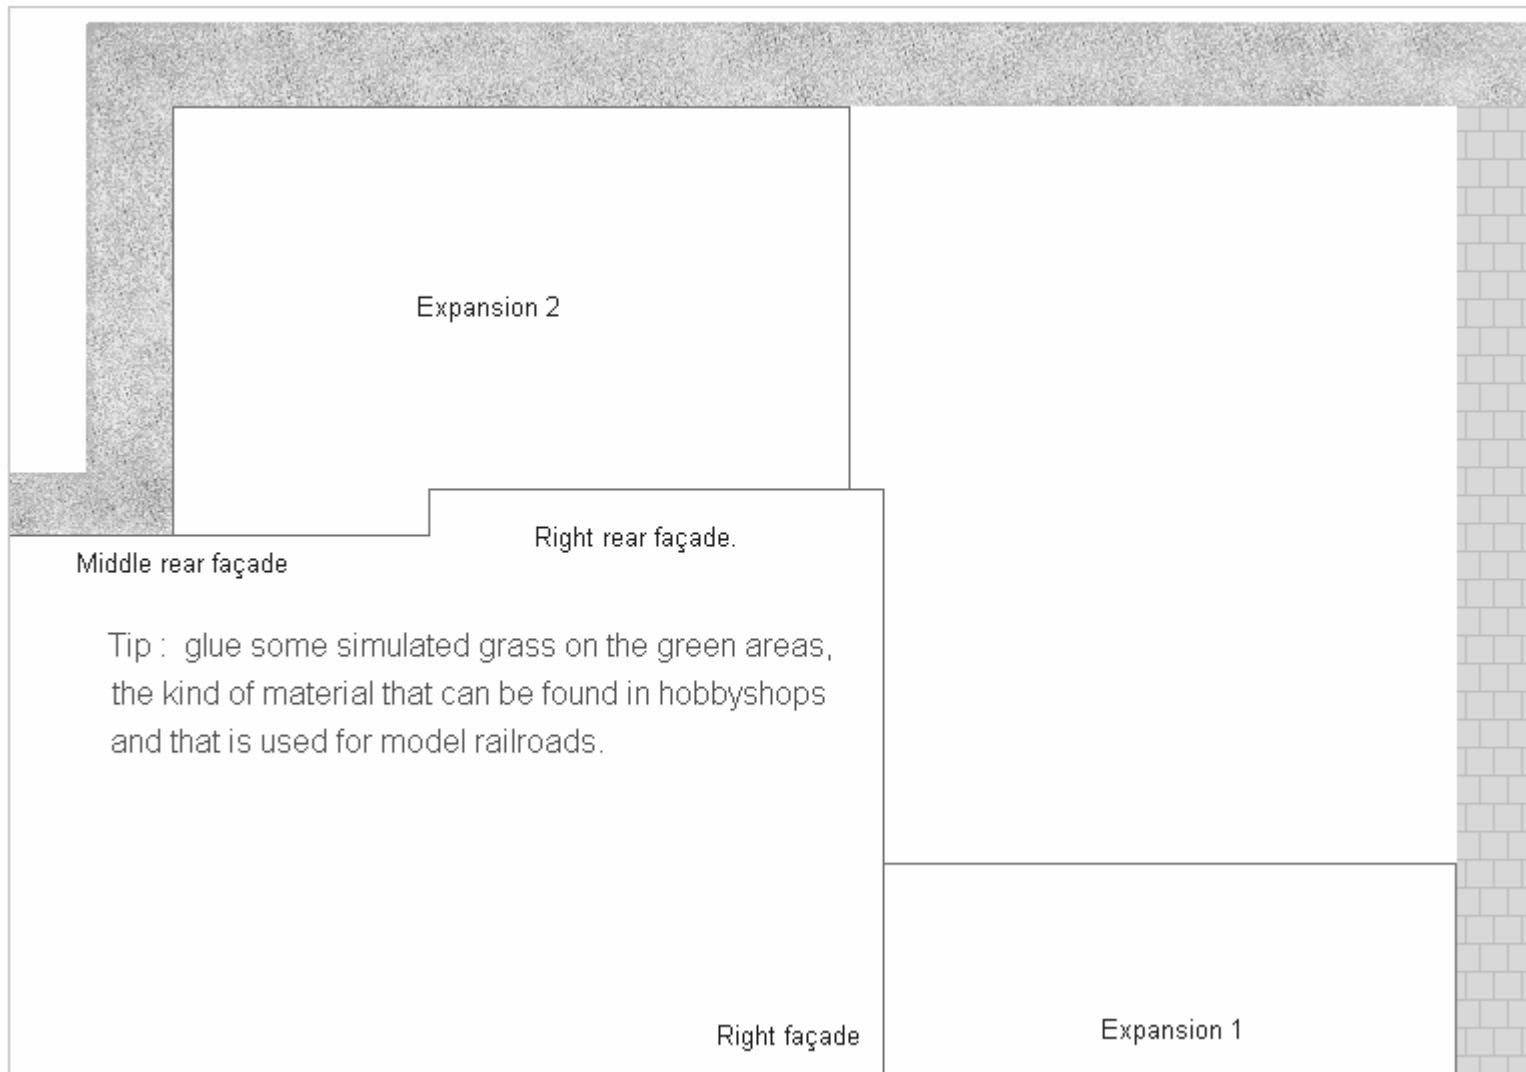 Expansion 2
Right rear façade.
Middle rear façade
Tip : glue some simulated grass on the green areas,
the kind of material that can be found in hobbyshops
and that is used for model railroads.
Right façade
Expansion 1